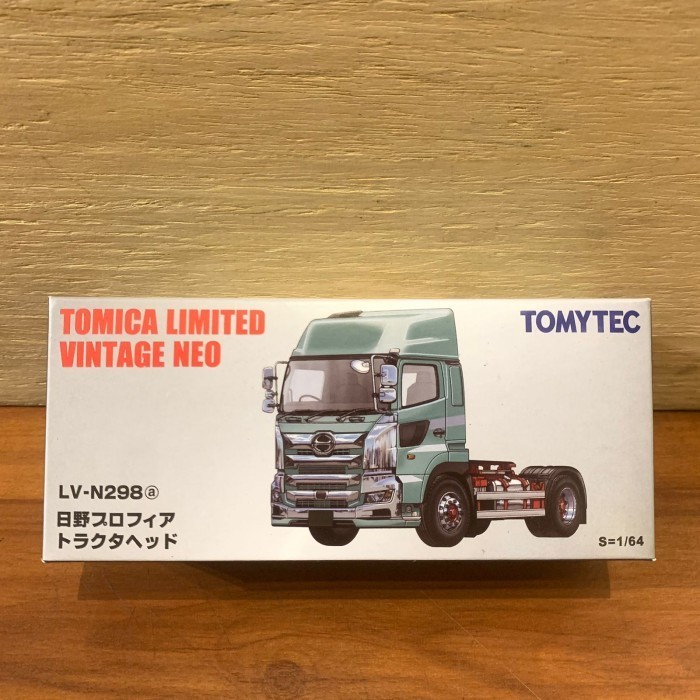 TOMICA LIMITED
VINTAGE NEO
TOMYTEC
LV-N298ⓐ
日野プロフィア
トラクタヘッド
S=1/64